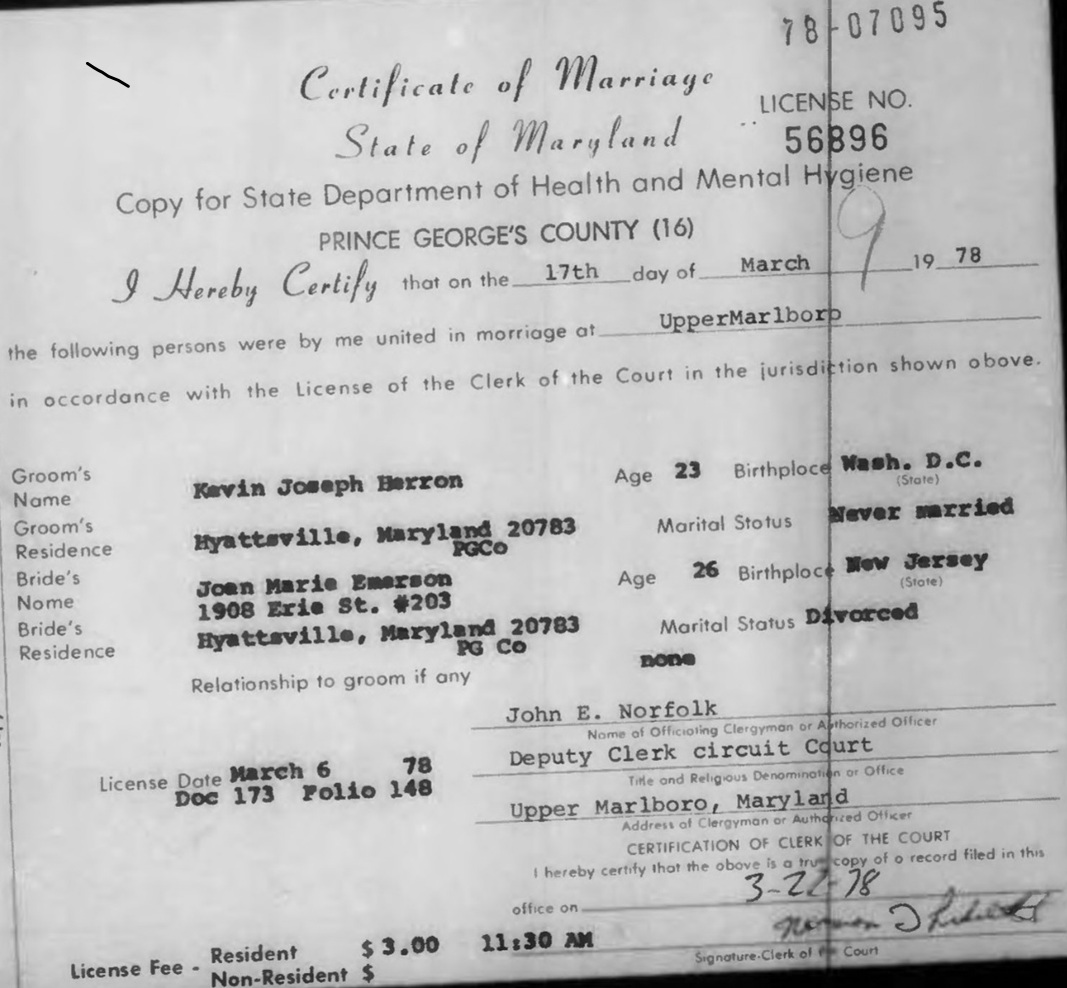 78-07095
Certificate of Marriage
LICENSE NO.
State of Maryland
56896
Copy for State Department of Health and Mental Hygiene
PRINCE GEORGE'S COUNTY (16)
9
I Hereby Certify that on the 17th day of March 1978
the following persons were by me united in marriage at UpperMarlboro
in accordance with the License of the Clerk of the Court in the jurisdiction shown above.
Groom's Name Kevin Joseph Herron Age 23 Birthplace Wash. D.C.
(State)
Groom's Residence Hyattsville, Maryland 20783 Marital Status Never married
PGCo
Bride's Name Joan Marie Emerson Age 26 Birthplace New Jersey
(State)
1908 Erie St. #203
Bride's Residence Hyattsville, Maryland 20783 Marital Status Divorced
PG Co
Relationship to groom if any none
John E. Norfolk
Name of Officiating Clergyman or Authorized Officer
Deputy Clerk circuit Court
Title and Religious Denomination or Office
License Date March 6 78
Doc 173 Folio 148
Upper Marlboro, Maryland
Address of Clergyman or Authorized Officer
CERTIFICATION OF CLERK OF THE COURT
I hereby certify that the above is a true copy of a record filed in this
office on 3-22-78
Norman
Signature-Clerk of the Court
License Fee - Resident $ 3.00 11:30 AM
Non-Resident $